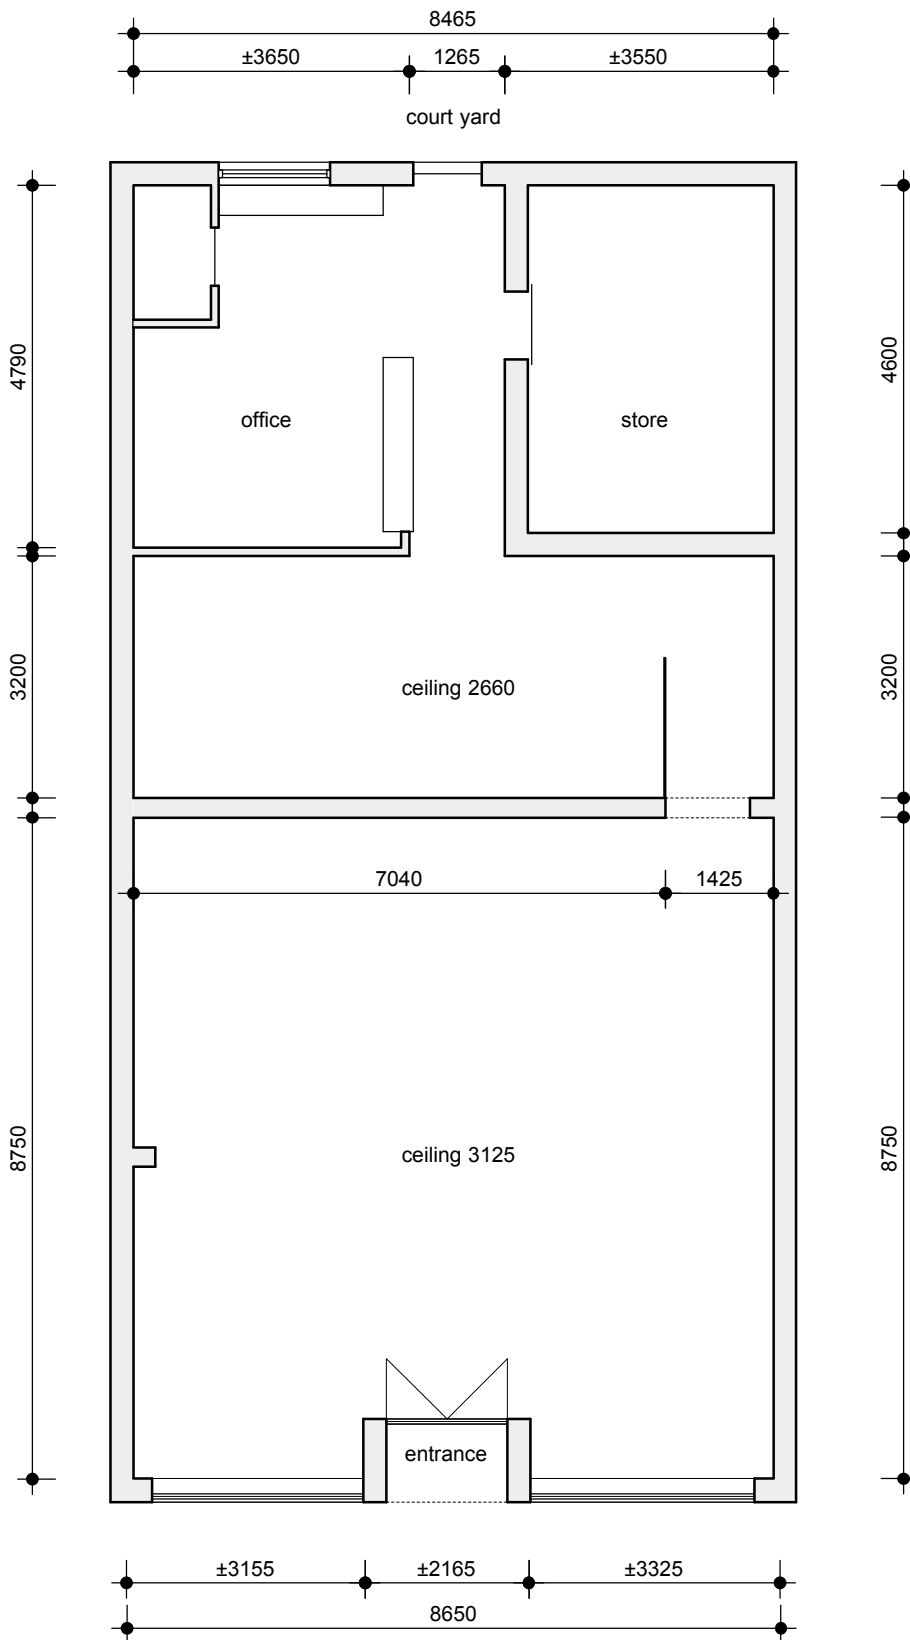 8465
±3650 1265 ±3550
court yard
4790
4600
office
store
3200
ceiling 2660
3200
7040 1425
8750
ceiling 3125
8750
entrance
±3155 ±2165 ±3325
8650